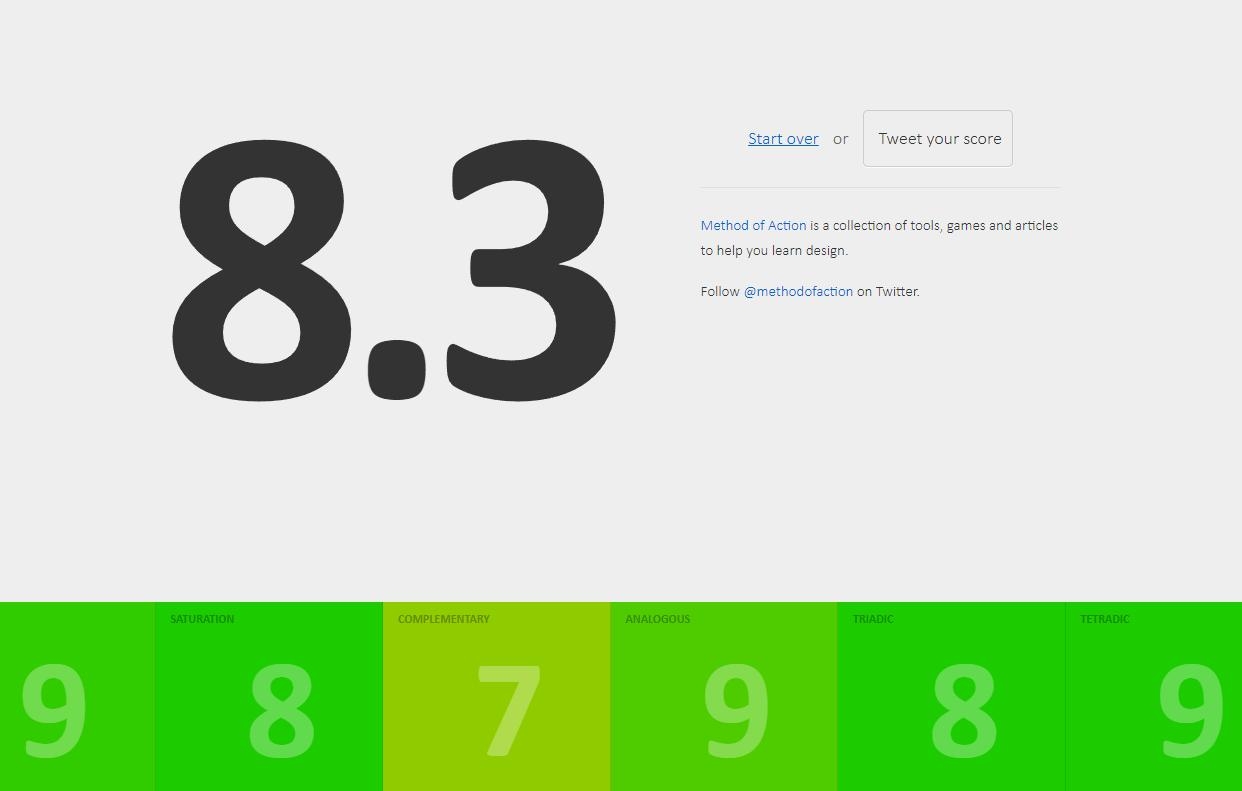 8.3
Start over or Tweet your score
Method of Action is a collection of tools, games and articles
to help you learn design.
Follow @methodofaction on Twitter.
SATURATION COMPLEMENTARY ANALOGOUS TRIADIC TETRADIC
9 8 7 9 8 9